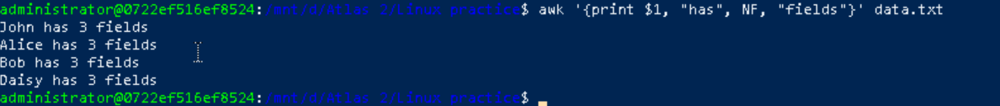 administrator@0722ef516ef8524:/mnt/d/Atlas 2/Linux practice$ awk '{print $1, "has", NF, "fields"}' data.txt
John has 3 fields
Alice has 3 fields
Bob has 3 fields
Daisy has 3 fields
administrator@0722ef516ef8524:/mnt/d/Atlas 2/Linux practice$